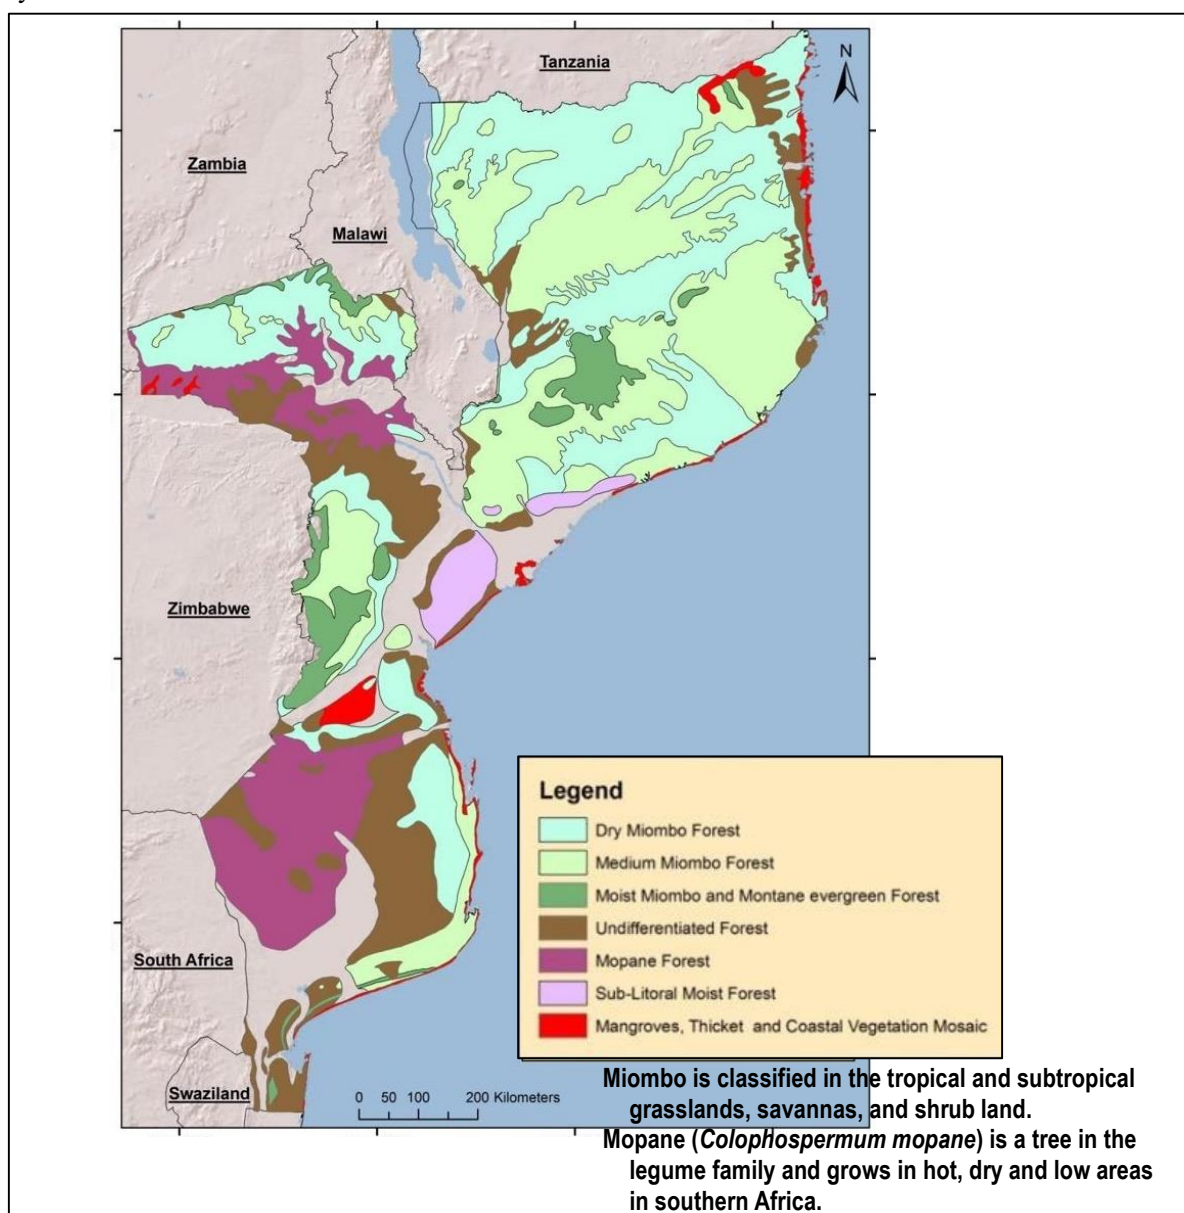 Tanzania
N
Zambia
Malawi
Zimbabwe
Legend
Dry Miombo Forest
Medium Miombo Forest
Moist Miombo and Montane evergreen Forest
Undifferentiated Forest
Mopane Forest
Sub-Litoral Moist Forest
Mangroves, Thicket and Coastal Vegetation Mosaic
South Africa
Swaziland
0 50 100 200 Kilometers
Miombo is classified in the tropical and subtropical
grasslands, savannas, and shrub land.
Mopane (Colophospermum mopane) is a tree in the
legume family and grows in hot, dry and low areas
in southern Africa.